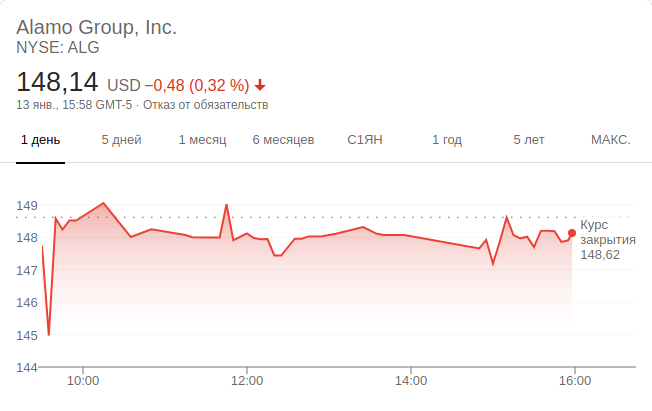 Alamo Group, Inc.
NYSE: ALG
148,14 USD −0,48 (0,32 %)
13 янв., 15:58 GMT-5 · Отказ от обязательств
1 день 5 дней 1 месяц 6 месяцев С1ЯН 1 год 5 лет МАКС.
149
148
147
146
145
144
Курс
закрытия
148,62
10:00 12:00 14:00 16:00